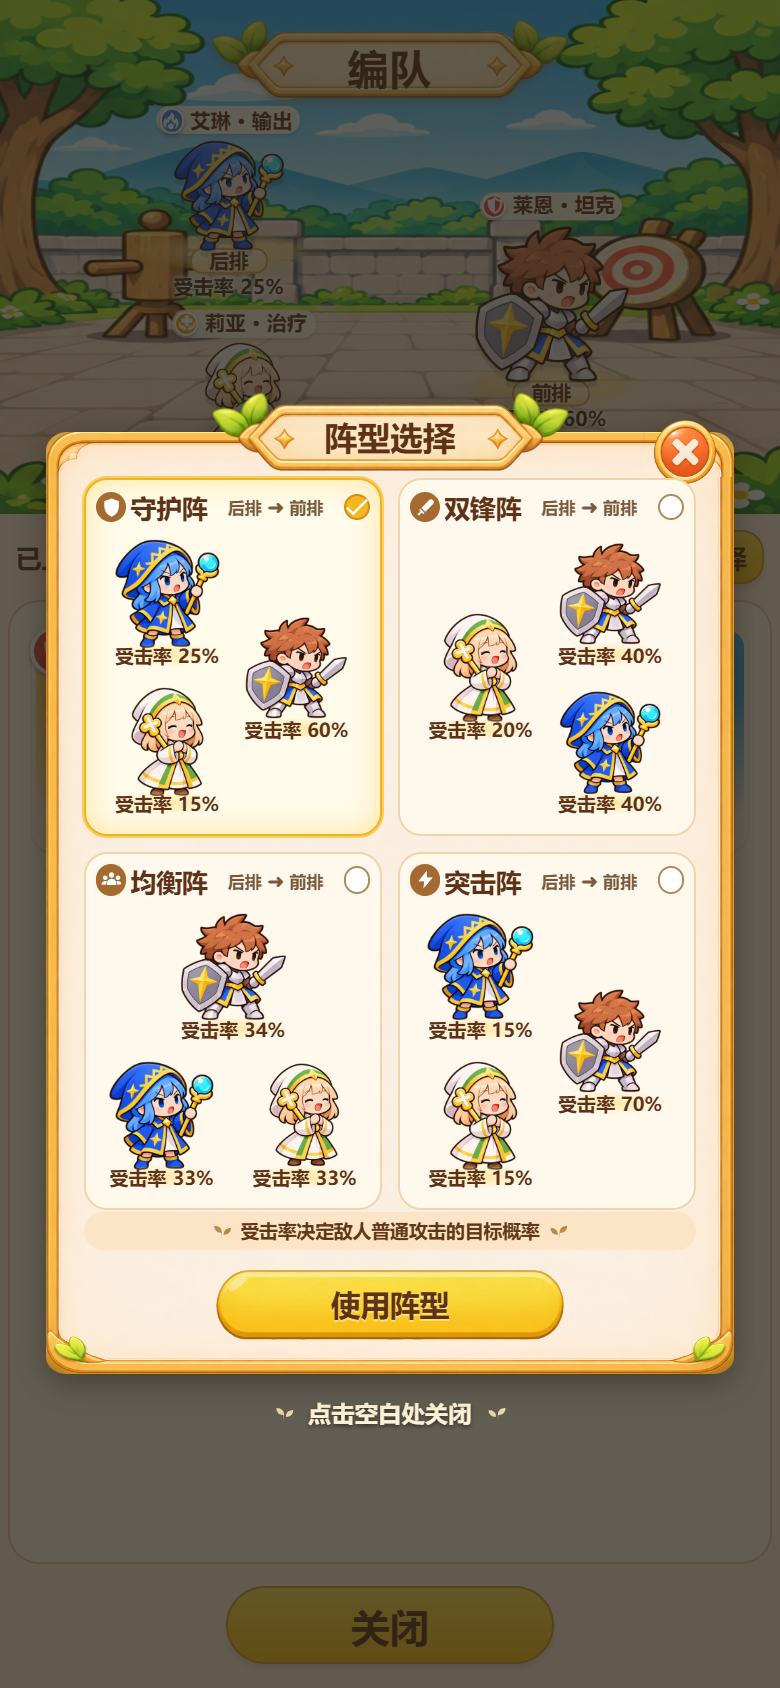 编队
艾琳·输出
莱恩·坦克
后排
受击率 25%
莉亚·治疗
前排
60%
阵型选择
已
择
守护阵 后排 → 前排
受击率 25%
受击率 60%
受击率 15%
双锋阵 后排 → 前排
受击率 40%
受击率 20%
受击率 40%
均衡阵 后排 → 前排
受击率 34%
受击率 33%
受击率 33%
突击阵 后排 → 前排
受击率 15%
受击率 70%
受击率 15%
受击率决定敌人普通攻击的目标概率
使用阵型
点击空白处关闭
关闭